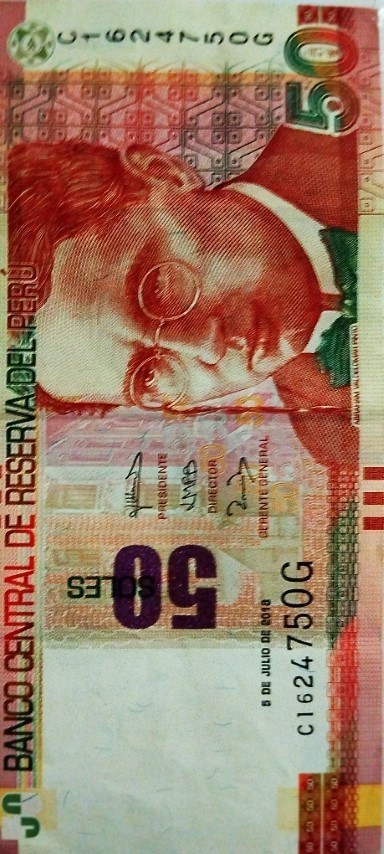 BANCO CENTRAL DE RESERVA DEL PERÚ
C1624750G
50
PRESIDENTE
DIRECTOR
GERENTE GENERAL
50
SOLES
5 DE JULIO DE 2018
C1624750G
ABRAHAM VALDELOMAR PINTO